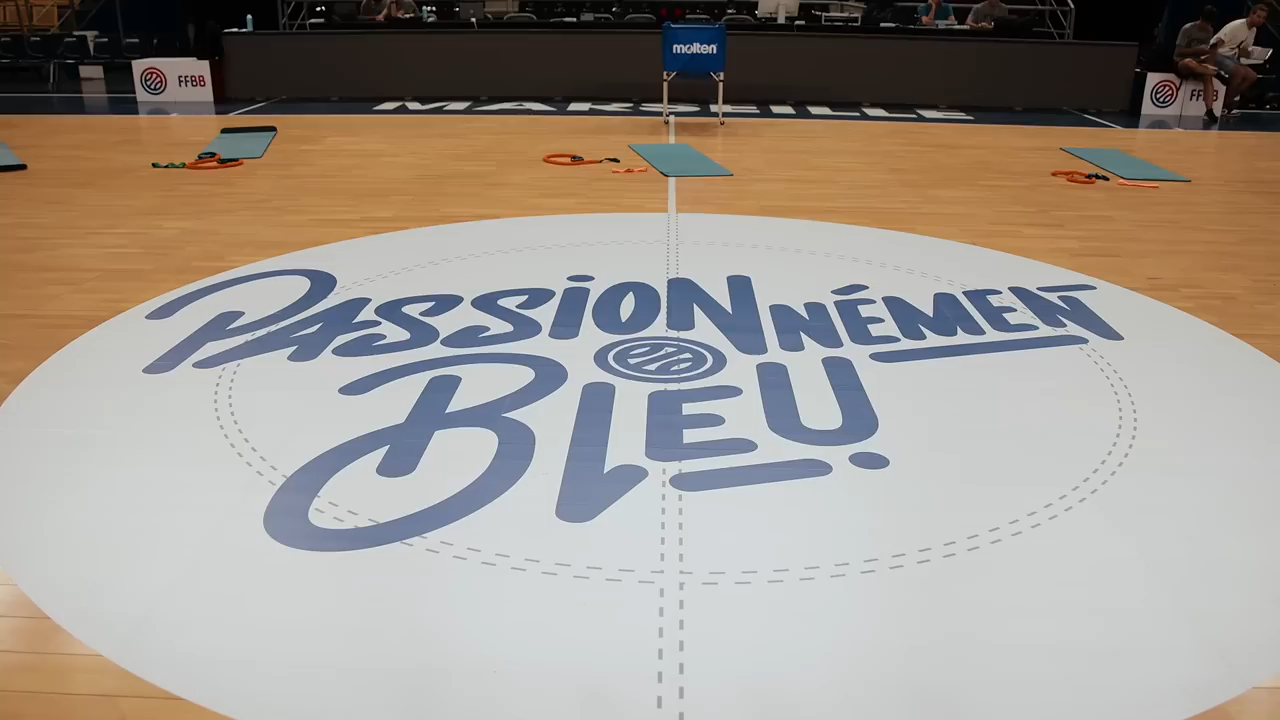 molten
FFBB
FFBB
MARSEILLE
PASSIONNÉMENT
BLEU